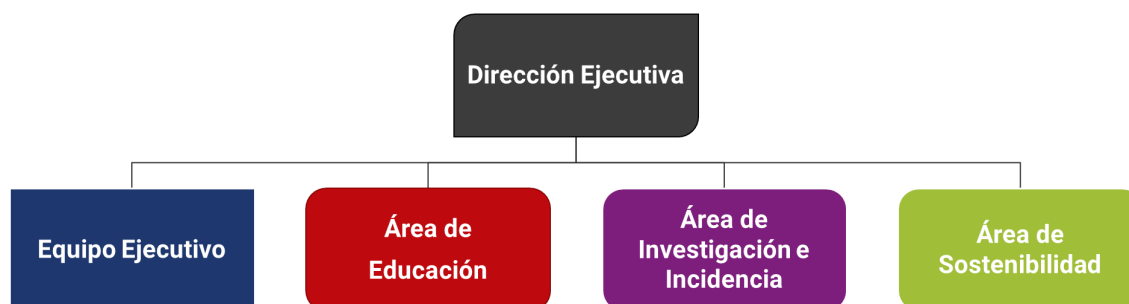 Dirección Ejecutiva
Equipo Ejecutivo
Área de
Educación
Área de
Investigación e
Incidencia
Área de
Sostenibilidad